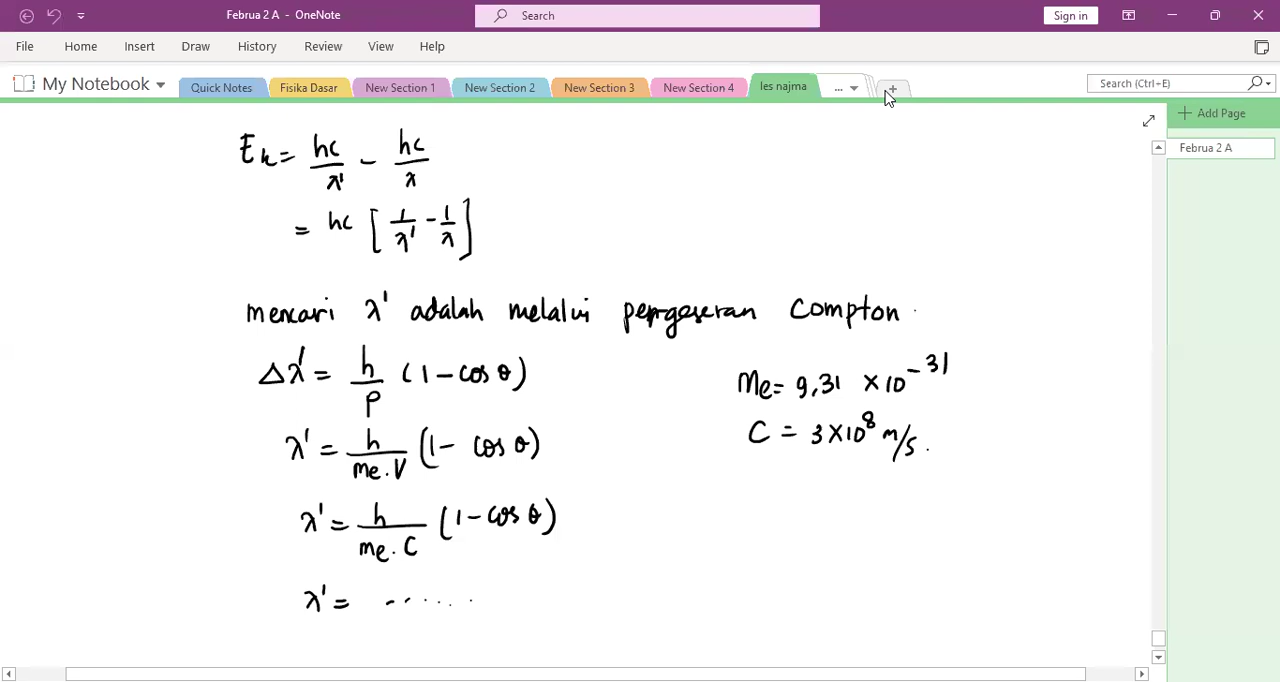 Februa 2 A - OneNote
Search
Sign in
File Home Insert Draw History Review View Help
My Notebook
Quick Notes
Fisika Dasar
New Section 1
New Section 2
New Section 3
New Section 4
les najma
...
+
Search (Ctrl+E)
+ Add Page
Februa 2 A
Ek = hc/λ' - hc/λ
= hc [1/λ' - 1/λ]
mencari λ' adalah melalui pergeseran Compton.
Δλ' = h/p (1 - cos θ)
λ' = h/me.V (1 - cos θ)
λ' = h/me.C (1 - cos θ)
λ' = .......
Me = 9,31 × 10⁻³¹
C = 3×10⁸ m/s.